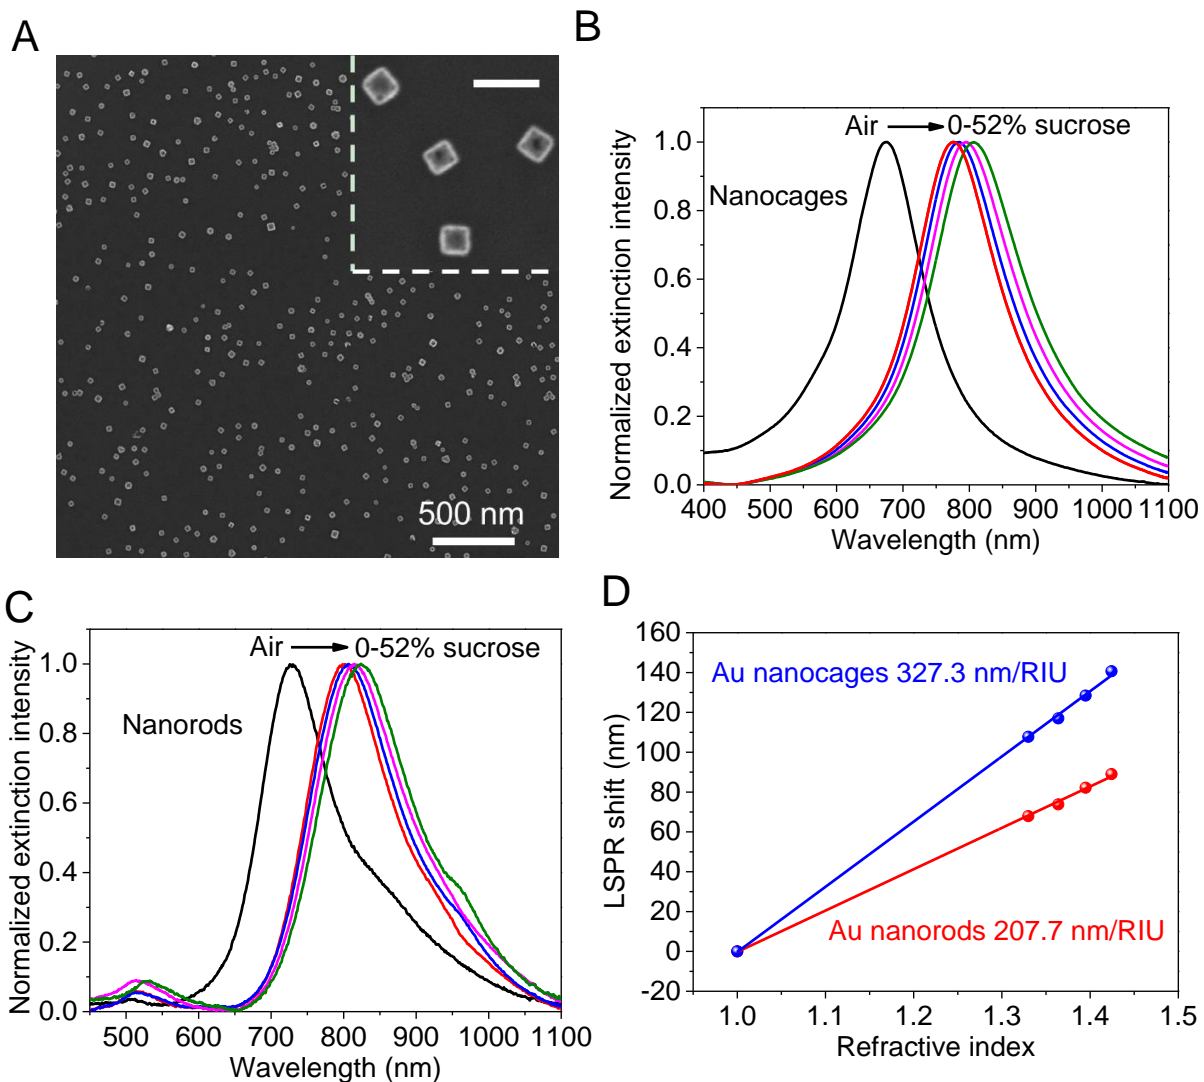 A
500 nm
B
Air
0-52% sucrose
Nanocages
Normalized extinction intensity
1.0
0.8
0.6
0.4
0.2
0.0
400 500 600 700 800 900 1000 1100
Wavelength (nm)
C
Air
0-52% sucrose
Nanorods
Normalized extinction intensity
1.0
0.8
0.6
0.4
0.2
0.0
500 600 700 800 900 1000 1100
Wavelength (nm)
D
Au nanocages 327.3 nm/RIU
Au nanorods 207.7 nm/RIU
LSPR shift (nm)
160
140
120
100
80
60
40
20
0
-20
1.0 1.1 1.2 1.3 1.4 1.5
Refractive index